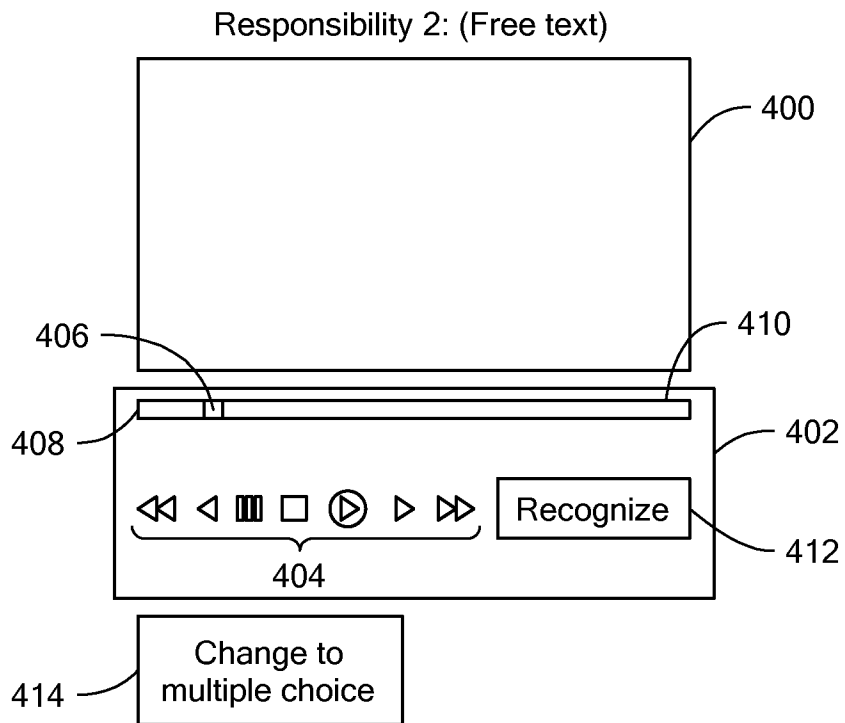 Responsibility 2: (Free text)
400
406
410
408
402
Recognize
404
412
Change to
multiple choice
414